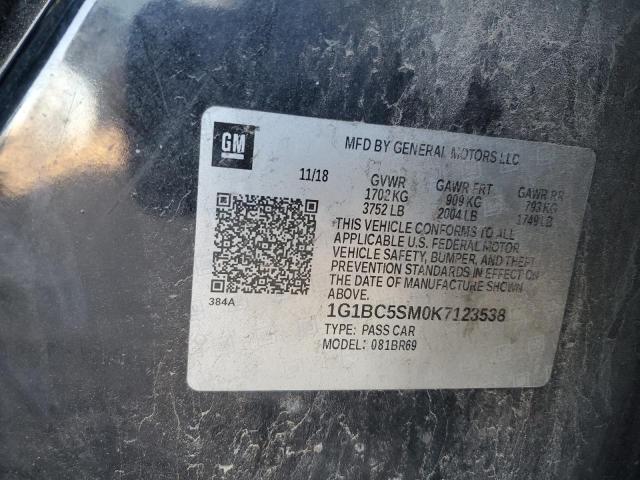 GM
MFD BY GENERAL MOTORS LLC
11/18 GVWR GAWR FRT GAWR RR
1702 KG 909 KG 793 KG
3752 LB 2004 LB 1749 LB
THIS VEHICLE CONFORMS TO ALL
APPLICABLE U.S. FEDERAL MOTOR
VEHICLE SAFETY, BUMPER, AND THEFT
PREVENTION STANDARDS IN EFFECT ON
THE DATE OF MANUFACTURE SHOWN
ABOVE.
384A
1G1BC5SM0K7123538
TYPE: PASS CAR
MODEL: 081BR69